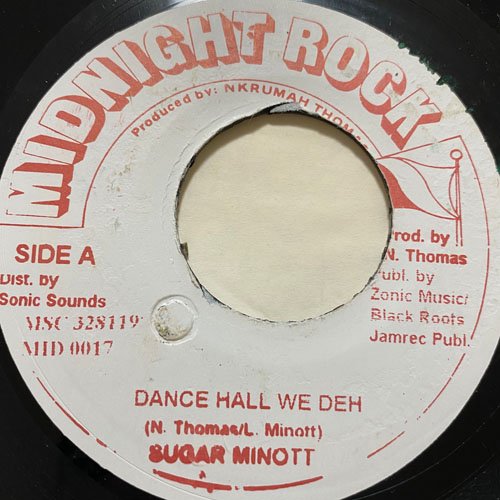 MIDNIGHT ROCK
Produced by: NKRUMAH THOMAS
SIDE A
Dist. by
Sonic Sounds
MSC 328119
MID 0017
Prod. by
N. Thomas
Publ. by
Zonic Music/
Black Roots
Jamrec Publ.
DANCE HALL WE DEH
(N. Thomas/L. Minott)
SUGAR MINOTT